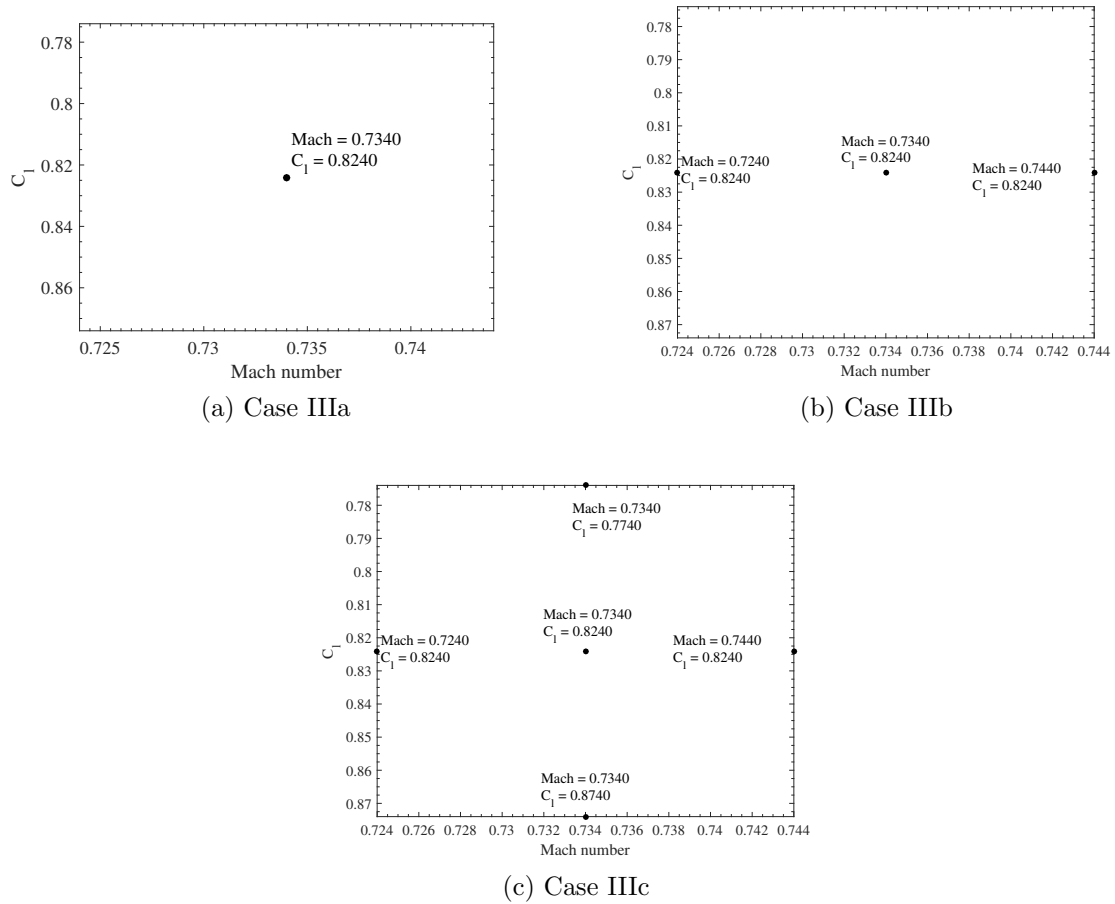 0.78
0.8
0.82
0.84
0.86
C_l
Mach = 0.7340
C_l = 0.8240
0.725 0.73 0.735 0.74
Mach number
(a) Case IIIa
0.78
0.79
0.8
0.81
0.82
0.83
0.84
0.85
0.86
0.87
C_l
Mach = 0.7240
C_l = 0.8240
Mach = 0.7340
C_l = 0.8240
Mach = 0.7440
C_l = 0.8240
0.724 0.726 0.728 0.73 0.732 0.734 0.736 0.738 0.74 0.742 0.744
Mach number
(b) Case IIIb
0.78
0.79
0.8
0.81
0.82
0.83
0.84
0.85
0.86
0.87
C_l
Mach = 0.7340
C_l = 0.7740
Mach = 0.7340
C_l = 0.8240
Mach = 0.7240
C_l = 0.8240
Mach = 0.7440
C_l = 0.8240
Mach = 0.7340
C_l = 0.8740
0.724 0.726 0.728 0.73 0.732 0.734 0.736 0.738 0.74 0.742 0.744
Mach number
(c) Case IIIc